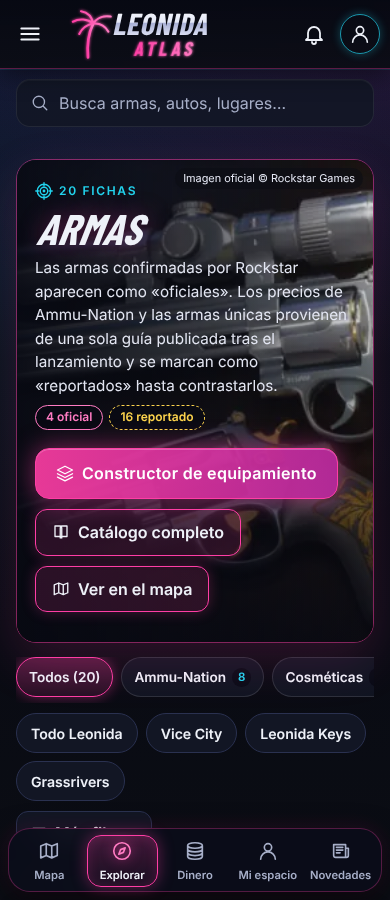 LEONIDA
ATLAS
Busca armas, autos, lugares...
Imagen oficial © Rockstar Games
20 FICHAS
ARMAS
Las armas confirmadas por Rockstar
aparecen como «oficiales». Los precios de
Ammu-Nation y las armas únicas provienen
de una sola guía publicada tras el
lanzamiento y se marcan como
«reportados» hasta contrastarlos.
4 oficial 16 reportado
Constructor de equipamiento
Catálogo completo
Ver en el mapa
Todos (20) Ammu-Nation 8 Cosméticas
Todo Leonida Vice City Leonida Keys
Grassrivers
Mapa Explorar Dinero Mi espacio Novedades